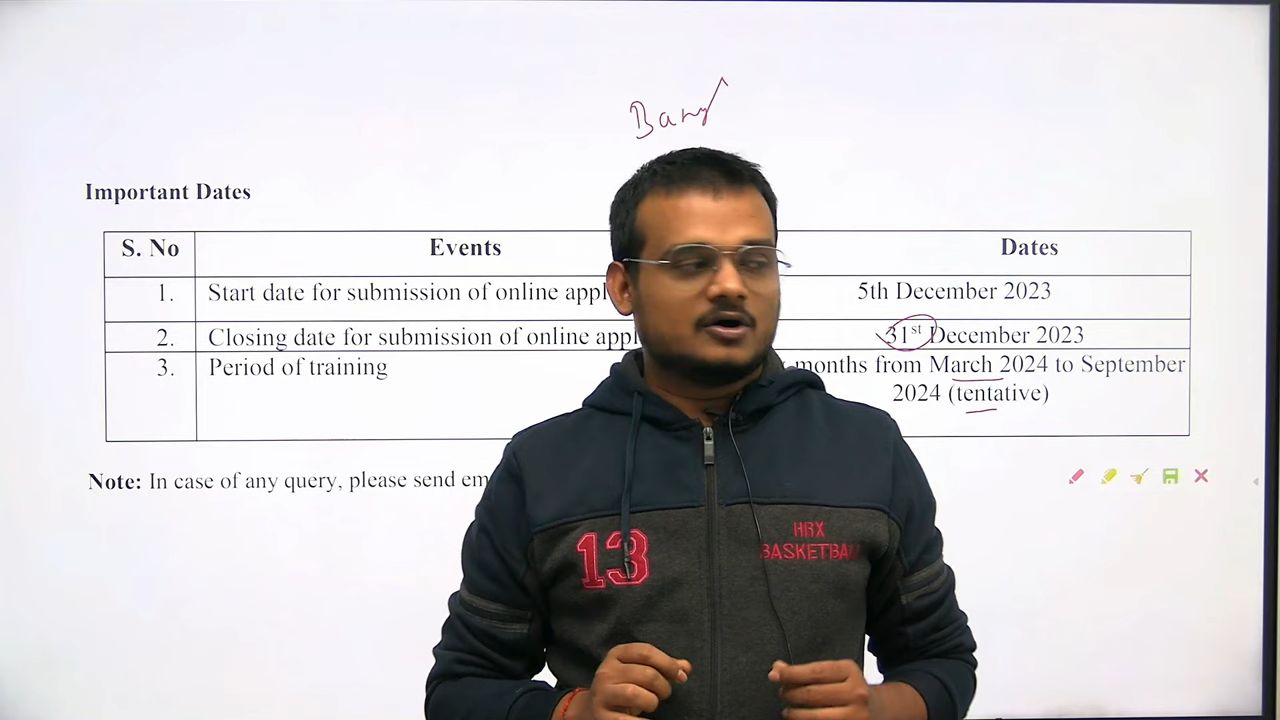 Important Dates
S. No Events Dates
1. Start date for submission of online appl 5th December 2023
2. Closing date for submission of online appl 31st December 2023
3. Period of training months from March 2024 to September
2024 (tentative)
Note: In case of any query, please send em
13
HRX
BASKETBAL